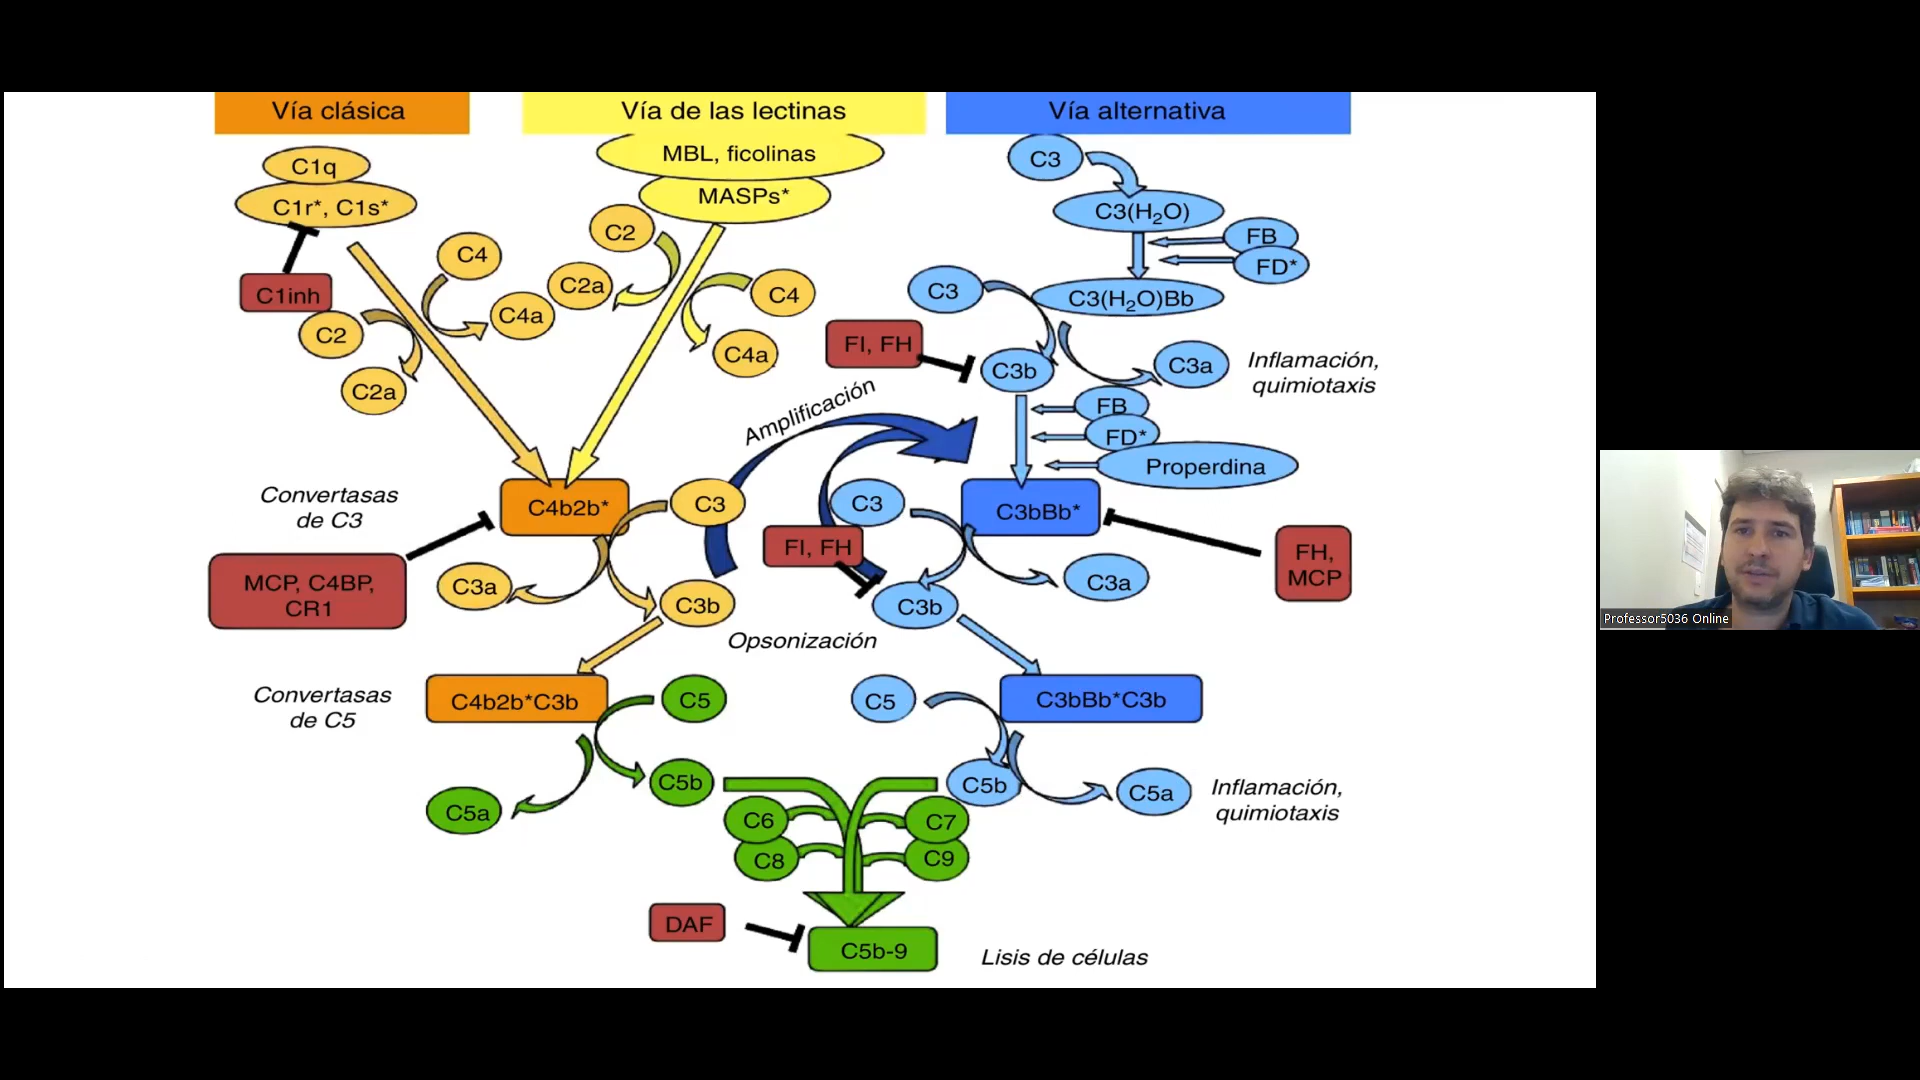 Vía clásica
Vía de las lectinas
Vía alternativa
C1q
C1r*, C1s*
C1inh
C4
C4a
C2
C2a
MBL, ficolinas
MASPs*
C2
C2a
C4
C4a
C3
C3(H₂O)
FB
FD*
C3
C3(H₂O)Bb
FI, FH
C3b
C3a
Inflamación,
quimiotaxis
Amplificación
FB
FD*
Properdina
Convertasas
de C3
C4b2b*
C3
C3
C3bBb*
MCP, C4BP,
CR1
C3a
C3b
FI, FH
C3b
C3a
FH,
MCP
Opsonización
Convertasas
de C5
C4b2b*C3b
C5
C5
C3bBb*C3b
C5a
C5b
C5b
C5a
Inflamación,
quimiotaxis
C6
C7
C8
C9
DAF
C5b-9
Lisis de células
Professor5036 Online